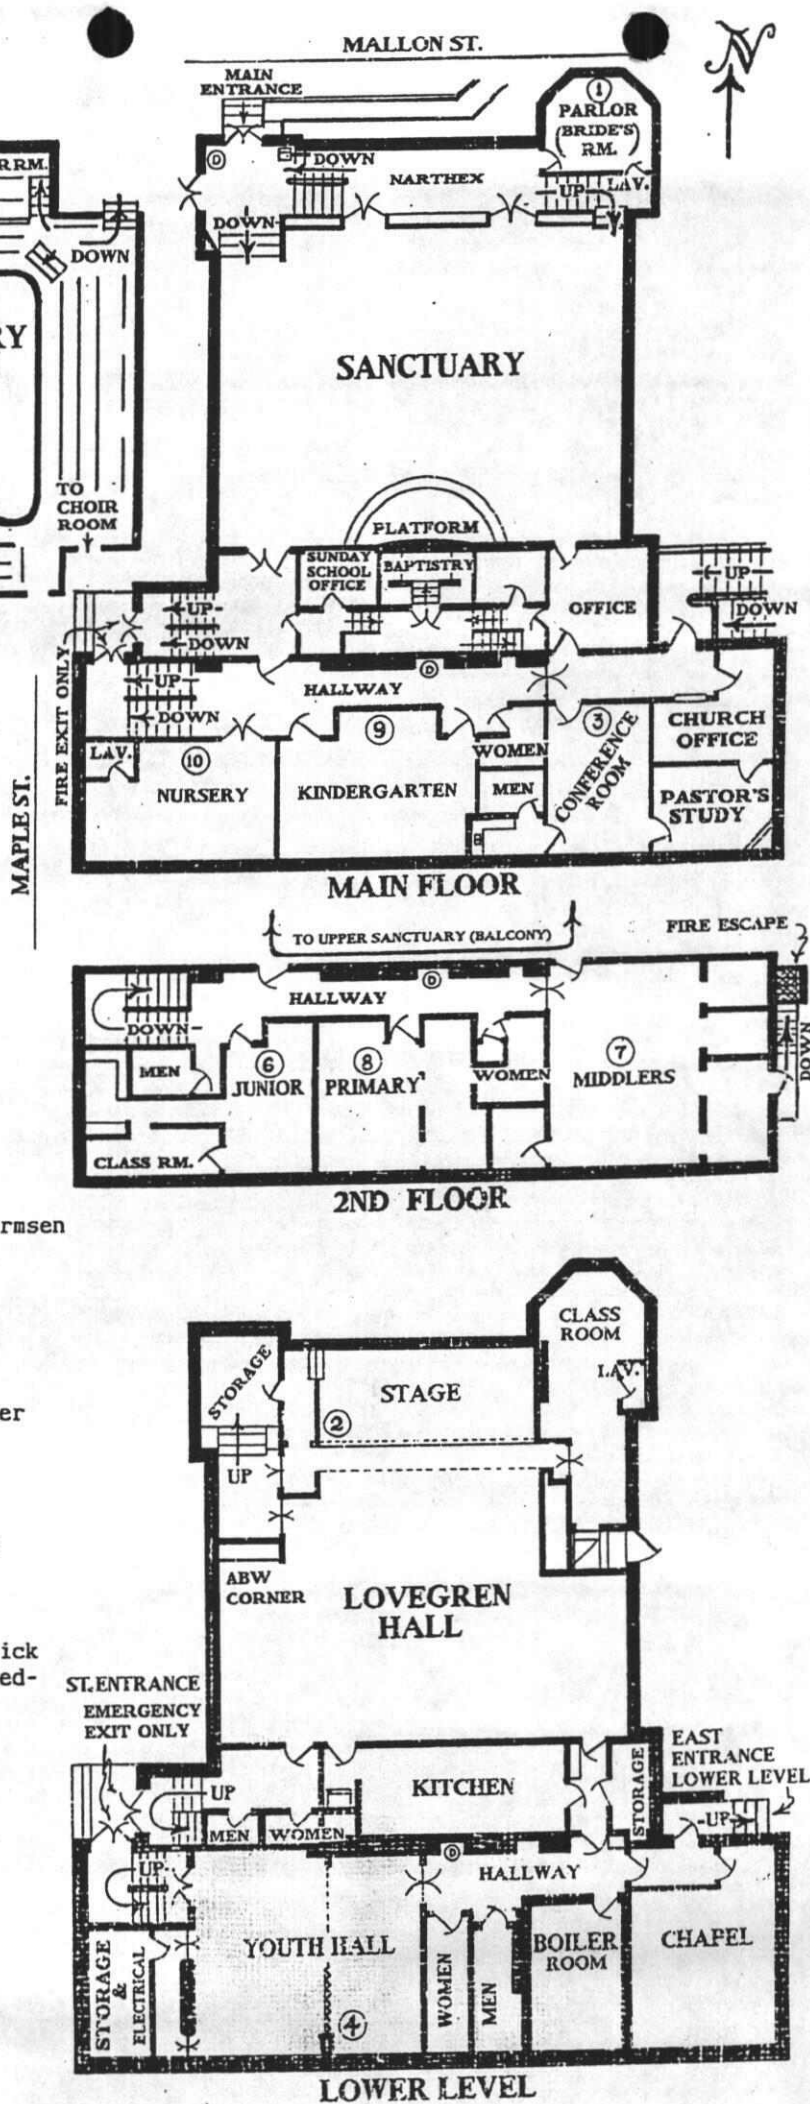 MALLON ST.
N
MAIN
ENTRANCE
1
PARLOR
(BRIDE'S)
RM.
D
DOWN
NARTHEX
UP
LAV.
DOWN
R RM.
DOWN
RY
SANCTUARY
TO
CHOIR
ROOM
PLATFORM
SUNDAY
SCHOOL
OFFICE
BAPTISTRY
OFFICE
UP
DOWN
UP
DOWN
FIRE EXIT ONLY
UP
DOWN
HALLWAY
D
LAV.
10
NURSERY
9
KINDERGARTEN
WOMEN
MEN
3
CONFERENCE
ROOM
CHURCH
OFFICE
PASTOR'S
STUDY
MAPLE ST.
MAIN FLOOR
TO UPPER SANCTUARY (BALCONY)
FIRE ESCAPE
HALLWAY
D
DOWN
MEN
6
JUNIOR
8
PRIMARY
WOMEN
7
MIDDLERS
DOWN
CLASS RM.
2ND FLOOR
rmsen
CLASS
ROOM
LAV.
STORAGE
STAGE
2
er
UP
ABW
CORNER
LOVEGREN
HALL
ick
ed-
ST. ENTRANCE
EMERGENCY
EXIT ONLY
EAST
ENTRANCE
LOWER LEVEL
UP
KITCHEN
STORAGE
UP
MEN
WOMEN
D
HALLWAY
UP
YOUTH HALL
4
WOMEN
MEN
BOILER
ROOM
CHAPEL
STORAGE
&
ELECTRICAL
LOWER LEVEL